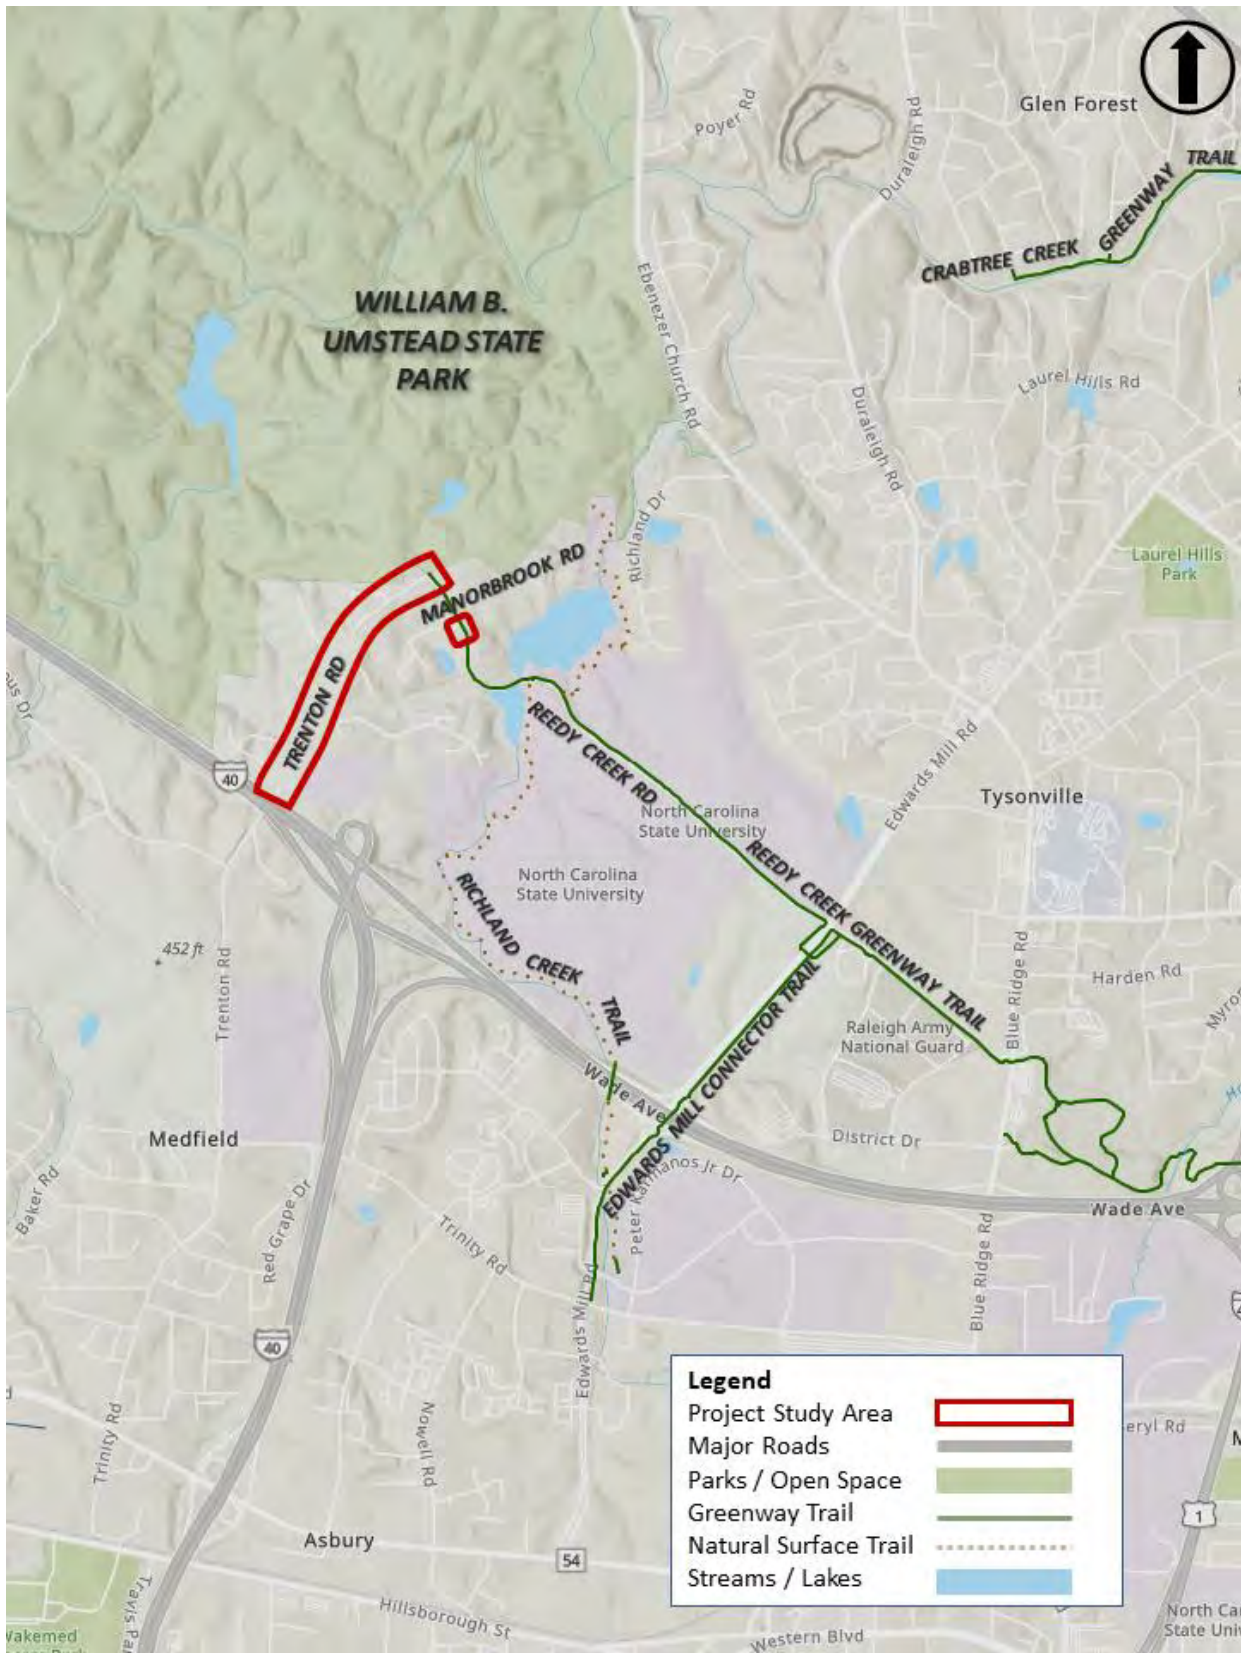 Glen Forest
Poyer Rd
Duraleigh Rd
TRAIL
GREENWAY
CRABTREE CREEK
Ebenezer Church Rd
WILLIAM B.
UMSTEAD STATE
PARK
Laurel Hills Rd
Duraleigh Rd
Richland Dr
Laurel Hills
Park
MANORBROOK RD
TRENTON RD
40
REEDY CREEK RD
Edwards Mill Rd
Tysonville
North Carolina
State University
North Carolina
State University
REEDY CREEK GREENWAY TRAIL
RICHLAND CREEK
TRAIL
452 ft
Trenton Rd
Blue Ridge Rd
Harden Rd
EDWARDS MILL CONNECTOR TRAIL
Raleigh Army
National Guard
Wade Ave
District Dr
Medfield
Baker Rd
Red Grape Dr
Trinity Rd
Peter Karmanos Jr Dr
Wade Ave
Blue Ridge Rd
Edwards Mill Rd
40
Trinity Rd
Nowell Rd
Asbury
54
Hillsborough St
Western Blvd
1
Legend
Project Study Area
Major Roads
Parks / Open Space
Greenway Trail
Natural Surface Trail
Streams / Lakes